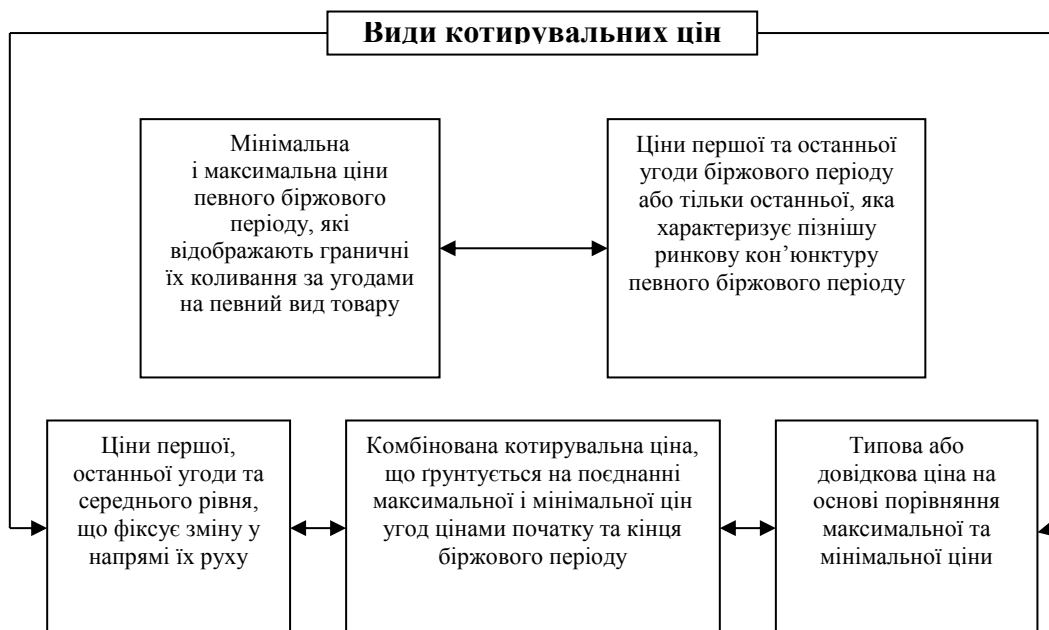 Види котирувальних цін
Мінімальна
і максимальна ціни
певного біржового
періоду, які
відображають граничні
їх коливання за угодами
на певний вид товару
Ціни першої та останньої
угоди біржового періоду
або тільки останньої, яка
характеризує пізнішу
ринкову кон’юнктуру
певного біржового періоду
Ціни першої,
останньої угоди та
середнього рівня,
що фіксує зміну у
напрямі їх руху
Комбінована котирувальна ціна,
що ґрунтується на поєднанні
максимальної і мінімальної цін
угод цінами початку та кінця
біржового періоду
Типова або
довідкова ціна на
основі порівняння
максимальної та
мінімальної ціни